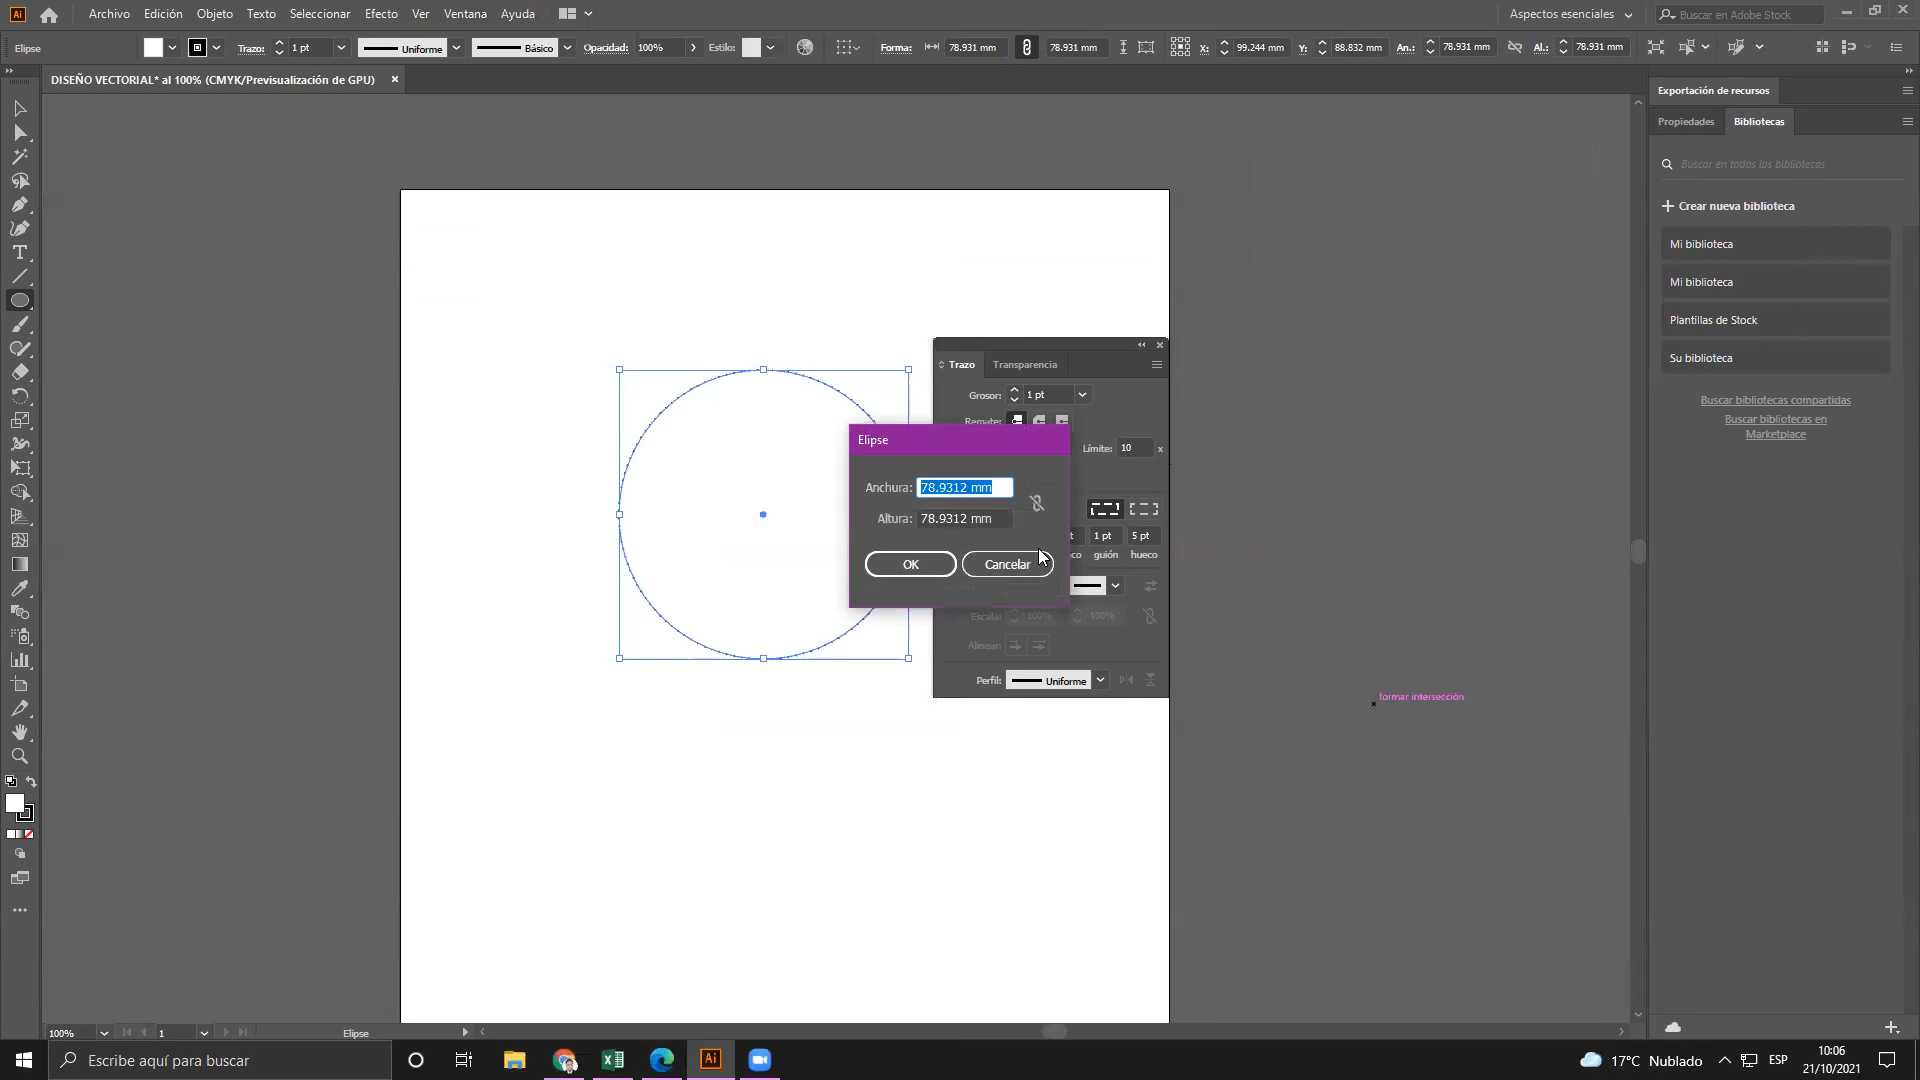 Ai Archivo Edición Objeto Texto Seleccionar Efecto Ver Ventana Ayuda Aspectos esenciales Buscar en Adobe Stock
Elipse Trazo: 1 pt Uniforme Básico Opacidad: 100% Estilo: Forma: 78.931 mm 78.931 mm X: 99.244 mm Y: 88.832 mm An.: 78.931 mm Al.: 78.931 mm
DISEÑO VECTORIAL* al 100% (CMYK/Previsualización de GPU)
Exportación de recursos
Propiedades Bibliotecas
Buscar en todas las bibliotecas
Crear nueva biblioteca
Mi biblioteca
Mi biblioteca
Plantillas de Stock
Su biblioteca
Buscar bibliotecas compartidas
Buscar bibliotecas en
Marketplace
Trazo Transparencia
Grosor: 1 pt
Remate:
Límite: 10 x
Elipse
Anchura: 78.9312 mm
Altura: 78.9312 mm
OK Cancelar
1 pt 5 pt
guión hueco
Escala: 100% 100%
Alinear:
Perfil: Uniforme
formar intersección
100% 1 Elipse
Escribe aquí para buscar
Ai
17°C Nublado
ESP
10:06
21/10/2021